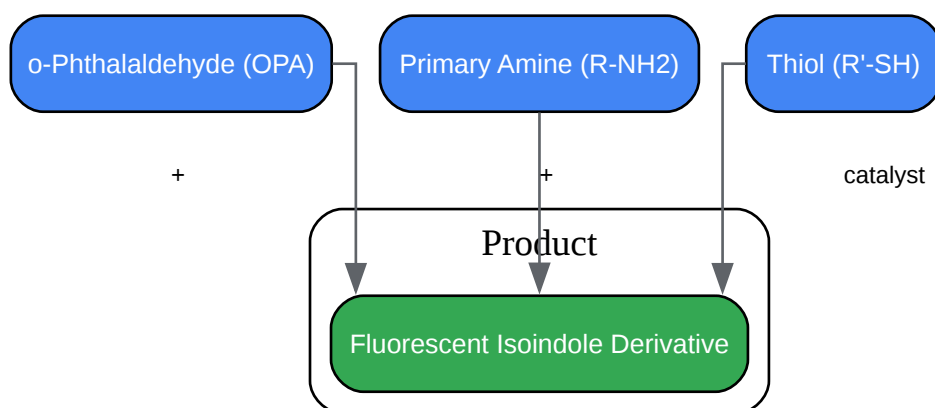 o-Phthalaldehyde (OPA)
Primary Amine (R-NH2)
Thiol (R'-SH)
+
+
catalyst
Product
Fluorescent Isoindole Derivative